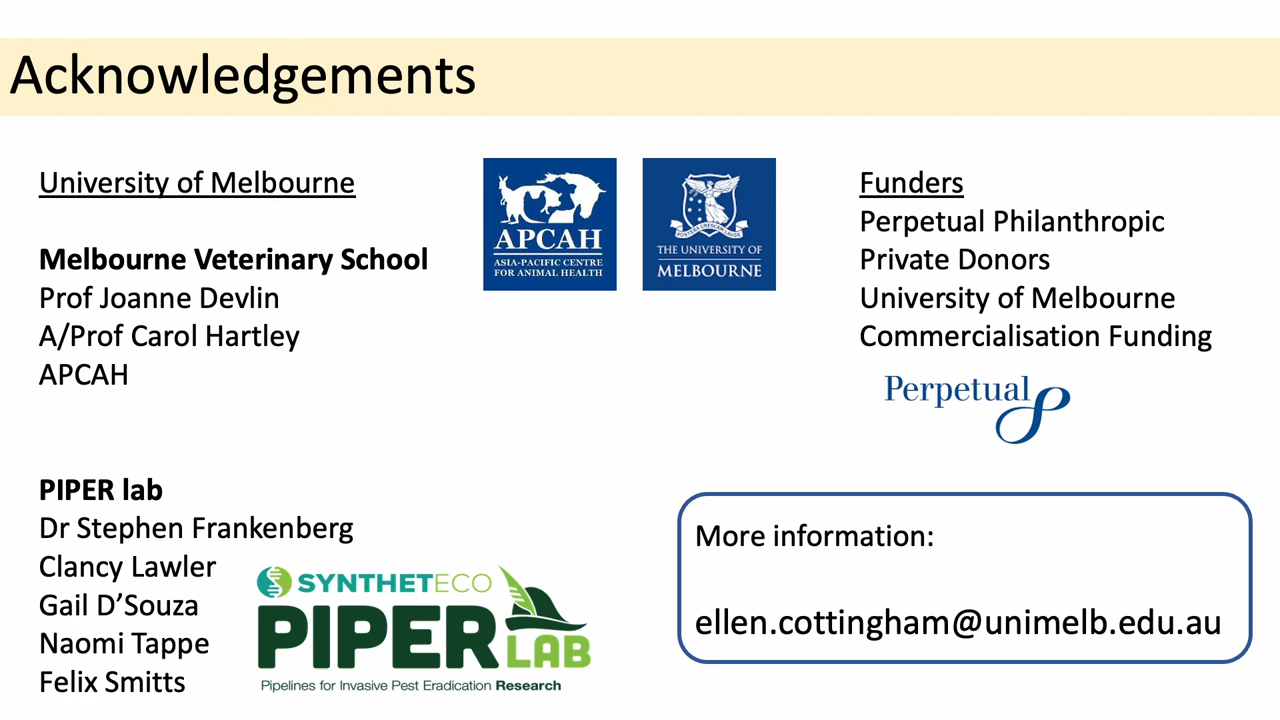 Acknowledgements
University of Melbourne
Melbourne Veterinary School
Prof Joanne Devlin
A/Prof Carol Hartley
APCAH
PIPER lab
Dr Stephen Frankenberg
Clancy Lawler
Gail D’Souza
Naomi Tappe
Felix Smitts
SYNTHETECO
PIPER LAB
Pipelines for Invasive Pest Eradication Research
APCAH
ASIA-PACIFIC CENTRE
FOR ANIMAL HEALTH
POSTERA CRESCAM LAUDE
THE UNIVERSITY OF
MELBOURNE
Funders
Perpetual Philanthropic
Private Donors
University of Melbourne
Commercialisation Funding
Perpetual
More information:
ellen.cottingham@unimelb.edu.au